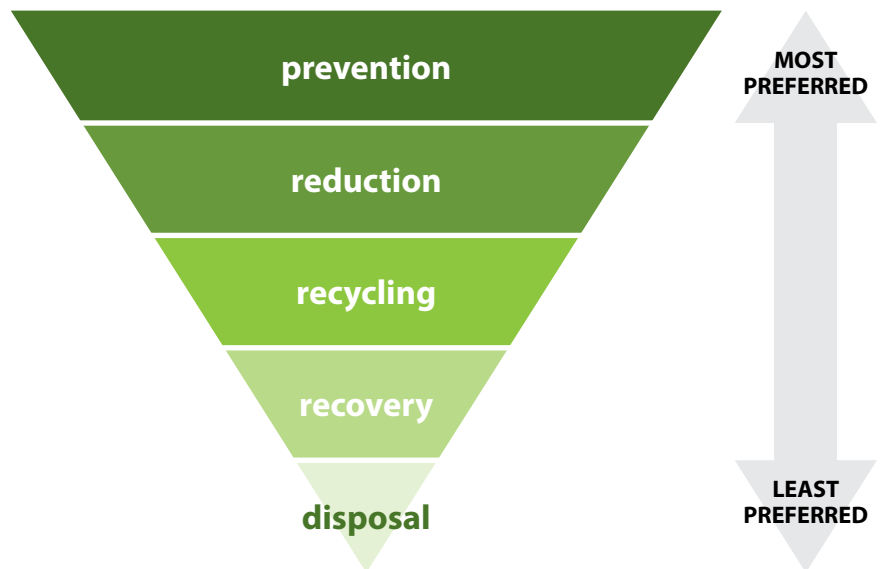 prevention
MOST
PREFERRED
reduction
recycling
recovery
LEAST
PREFERRED
disposal